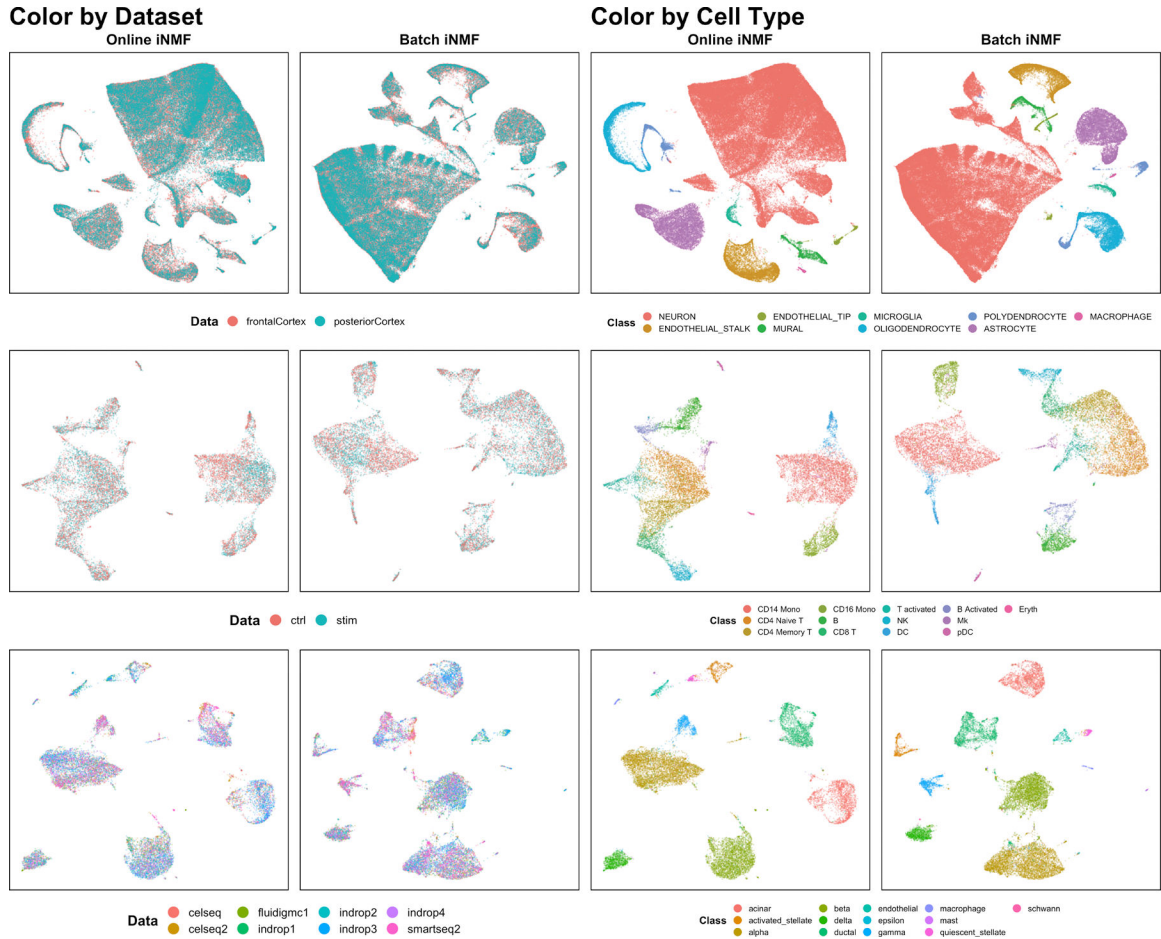 Color by Dataset
Color by Cell Type
Online iNMF
Batch iNMF
Online iNMF
Batch iNMF
Data frontalCortex posteriorCortex
Class NEURON ENDOTHELIAL_TIP MICROGLIA POLYDENDROCYTE MACROPHAGE
ENDOTHELIAL_STALK MURAL OLIGODENDROCYTE ASTROCYTE
Data ctrl stim
CD14 Mono CD16 Mono T activated B Activated Eryth
Class CD4 Naive T B NK Mk
CD4 Memory T CD8 T DC pDC
Data celseq fluidigmc1 indrop2 indrop4
celseq2 indrop1 indrop3 smartseq2
acinar beta endothelial macrophage schwann
Class activated_stellate delta epsilon mast
alpha ductal gamma quiescent_stellate